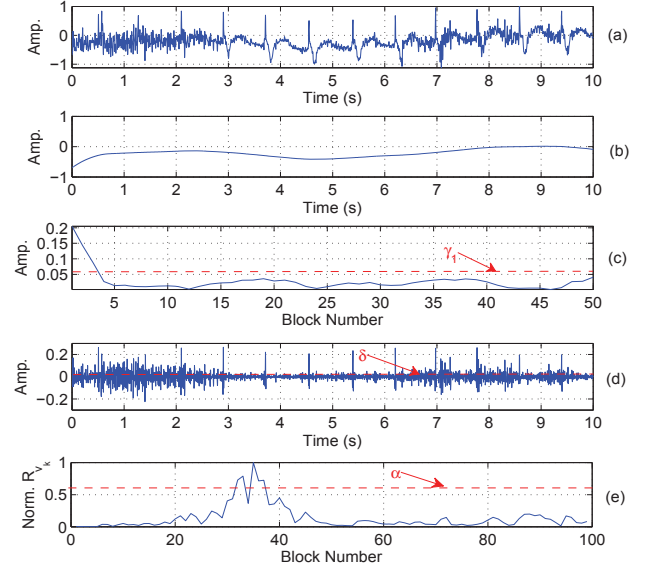 1
0
−1
Amp.
0 1 2 3 4 5 6 7 8 9 10
Time (s)
(a)
1
0
−1
Amp.
0 1 2 3 4 5 6 7 8 9 10
Time (s)
(b)
0.2
0.15
0.1
0.05
Amp.
γ1
5 10 15 20 25 30 35 40 45 50
Block Number
(c)
0.2
0
−0.2
Amp.
δ
0 1 2 3 4 5 6 7 8 9 10
Time (s)
(d)
1
0.5
0
Norm. Rvk
α
0 20 40 60 80 100
Block Number
(e)